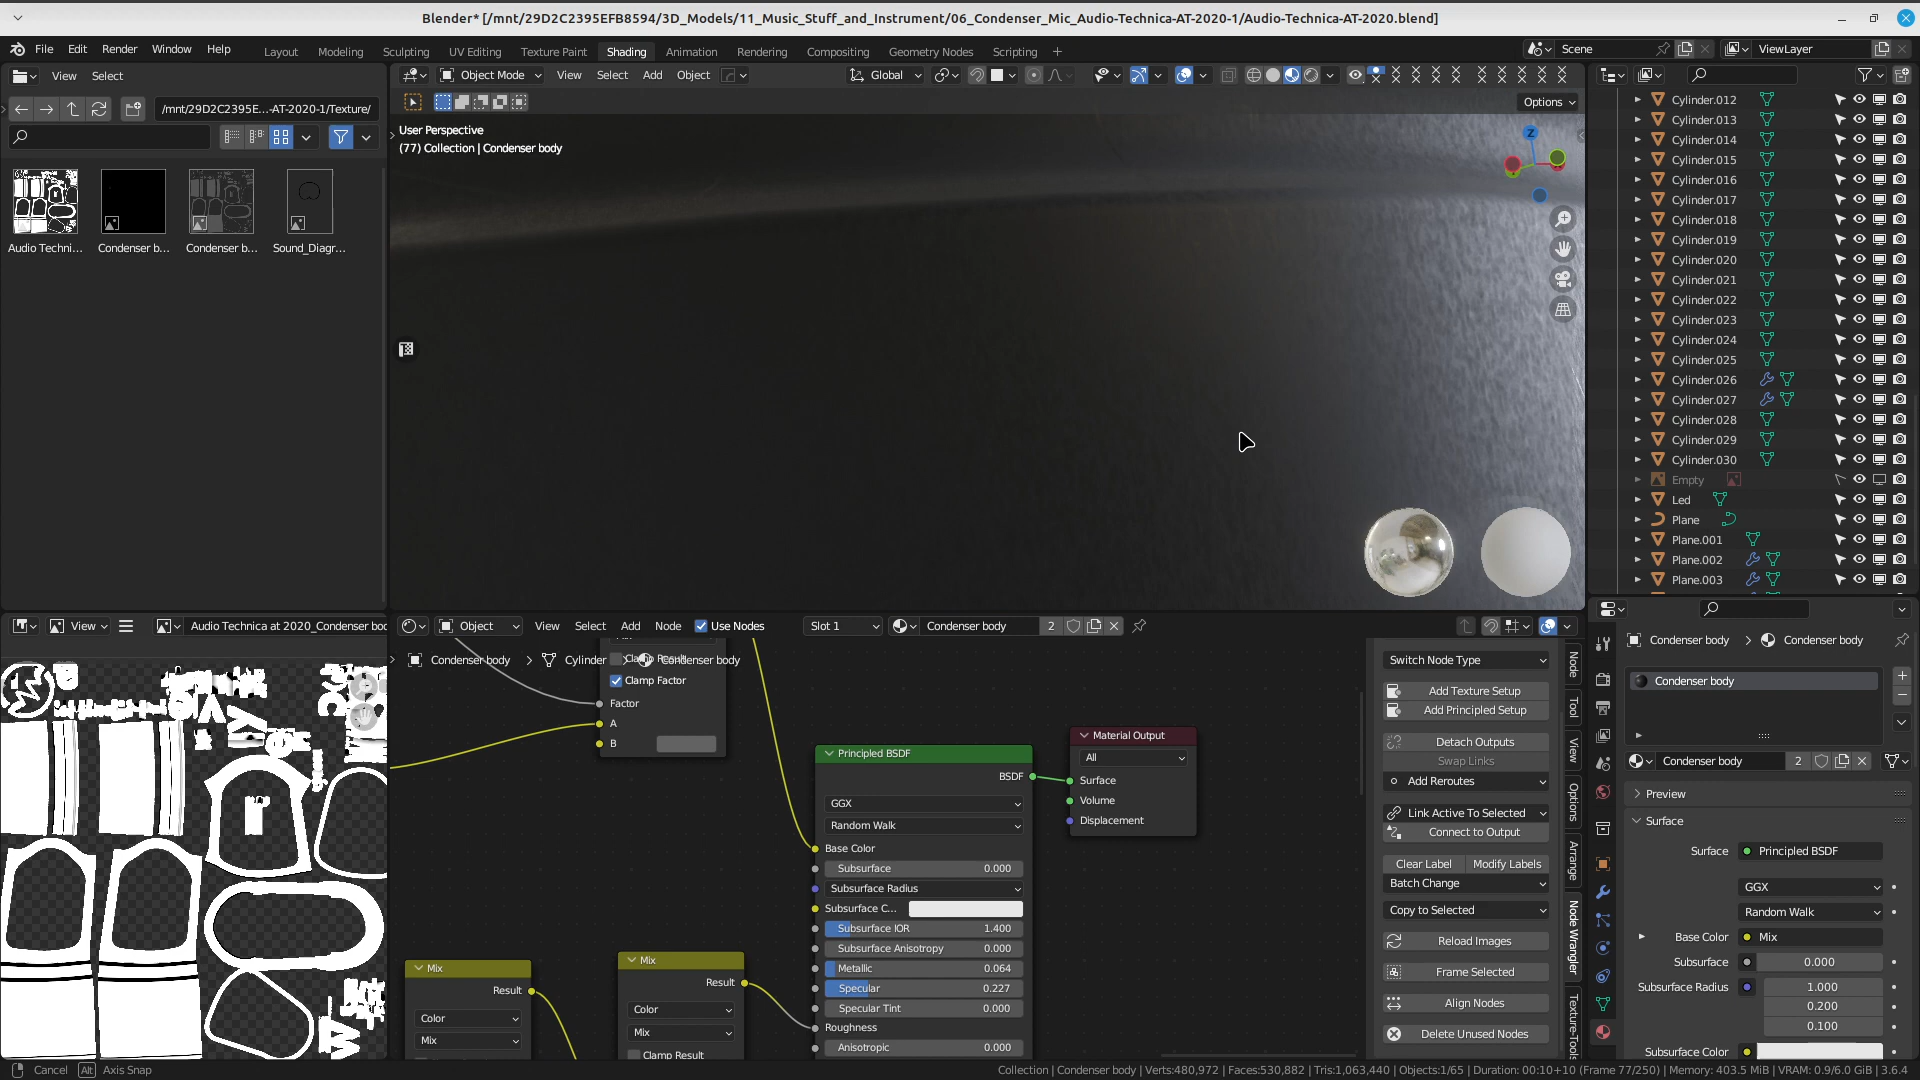 Blender* [/mnt/29D2C2395EFB8594/3D_Models/11_Music_Stuff_and_Instrument/06_Condenser_Mic_Audio-Technica-AT-2020-1/Audio-Technica-AT-2020.blend]
File Edit Render Window Help Layout Modeling Sculpting UV Editing Texture Paint Shading Animation Rendering Compositing Geometry Nodes Scripting + Scene ViewLayer
View Select
/mnt/29D2C2395E...-AT-2020-1/Texture/
Audio Techni... Condenser b... Condenser b... Sound_Diagr...
Object Mode View Select Add Object Global
Options
User Perspective
(77) Collection | Condenser body
Z
Cylinder.012
Cylinder.013
Cylinder.014
Cylinder.015
Cylinder.016
Cylinder.017
Cylinder.018
Cylinder.019
Cylinder.020
Cylinder.021
Cylinder.022
Cylinder.023
Cylinder.024
Cylinder.025
Cylinder.026
Cylinder.027
Cylinder.028
Cylinder.029
Cylinder.030
Empty
Led
Plane
Plane.001
Plane.002
Plane.003
View Audio Technica at 2020_Condenser bod
Object View Select Add Node Use Nodes Slot 1 Condenser body 2
Condenser body Cylinder Condenser body
Clamp Result
Clamp Factor
Factor
A
B
Mix
Result
Color
Mix
Mix
Result
Color
Mix
Clamp Result
Principled BSDF
BSDF
GGX
Random Walk
Base Color
Subsurface 0.000
Subsurface Radius
Subsurface C...
Subsurface IOR 1.400
Subsurface Anisotropy 0.000
Metallic 0.064
Specular 0.227
Specular Tint 0.000
Roughness
Anisotropic 0.000
Material Output
All
Surface
Volume
Displacement
Switch Node Type
Add Texture Setup
Add Principled Setup
Detach Outputs
Swap Links
Add Reroutes
Link Active To Selected
Connect to Output
Clear Label Modify Labels
Batch Change
Copy to Selected
Reload Images
Frame Selected
Align Nodes
Delete Unused Nodes
Node
Tool
View
Options
Arrange
Node Wrangler
Texture-Tools
Condenser body Condenser body
Condenser body
Condenser body 2
Preview
Surface
Surface Principled BSDF
GGX
Random Walk
Base Color Mix
Subsurface 0.000
Subsurface Radius 1.000
0.200
0.100
Subsurface Color
Cancel Alt Axis Snap
Collection | Condenser body | Verts:480,972 | Faces:530,882 | Tris:1,063,440 | Objects:1/65 | Duration: 00:10+10 (Frame 77/250) | Memory: 403.5 MiB | VRAM: 0.9/6.0 GiB | 3.6.4